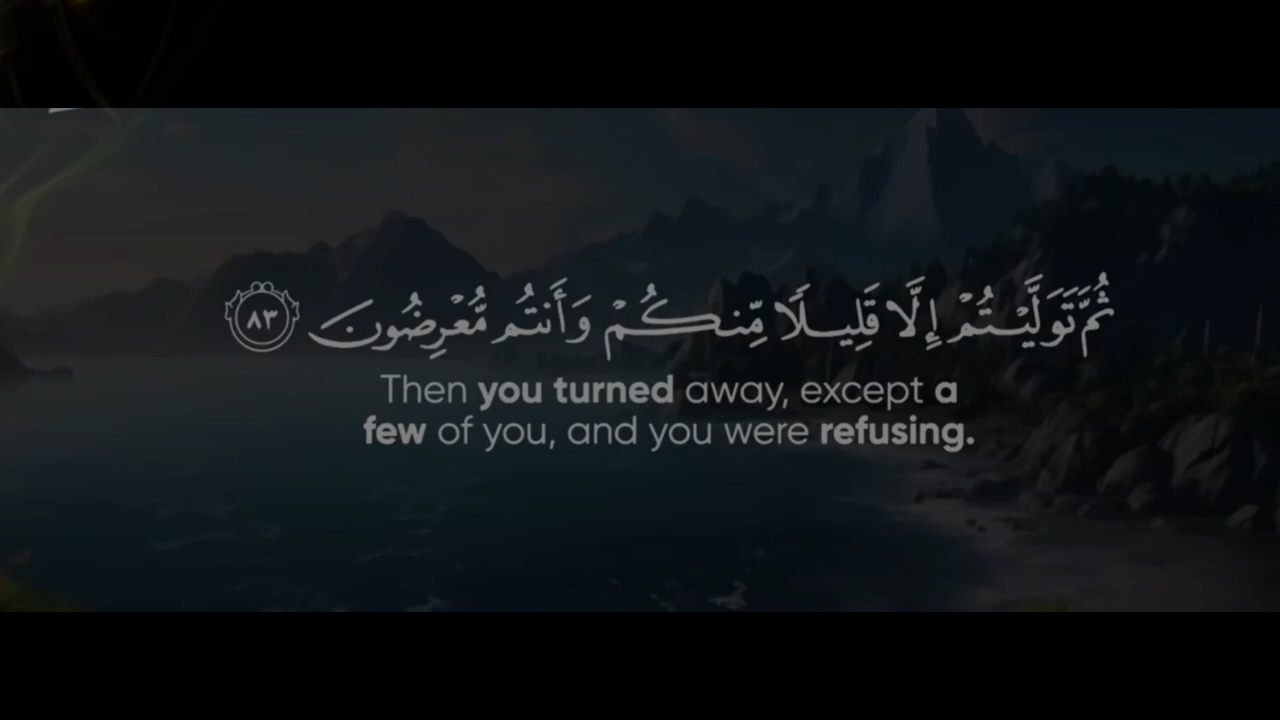 ثُمَّ تَوَلَّيْتُمْ إِلَّا قَلِيلًا مِّنكُمْ وَأَنتُم مُّعْرِضُونَ ٨٣
Then you turned away, except a
few of you, and you were refusing.